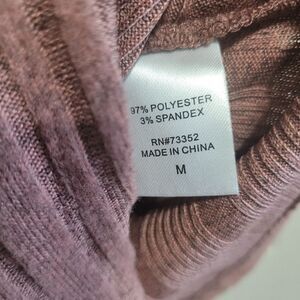 97% POLYESTER
3% SPANDEX
RN#73352
MADE IN CHINA
M